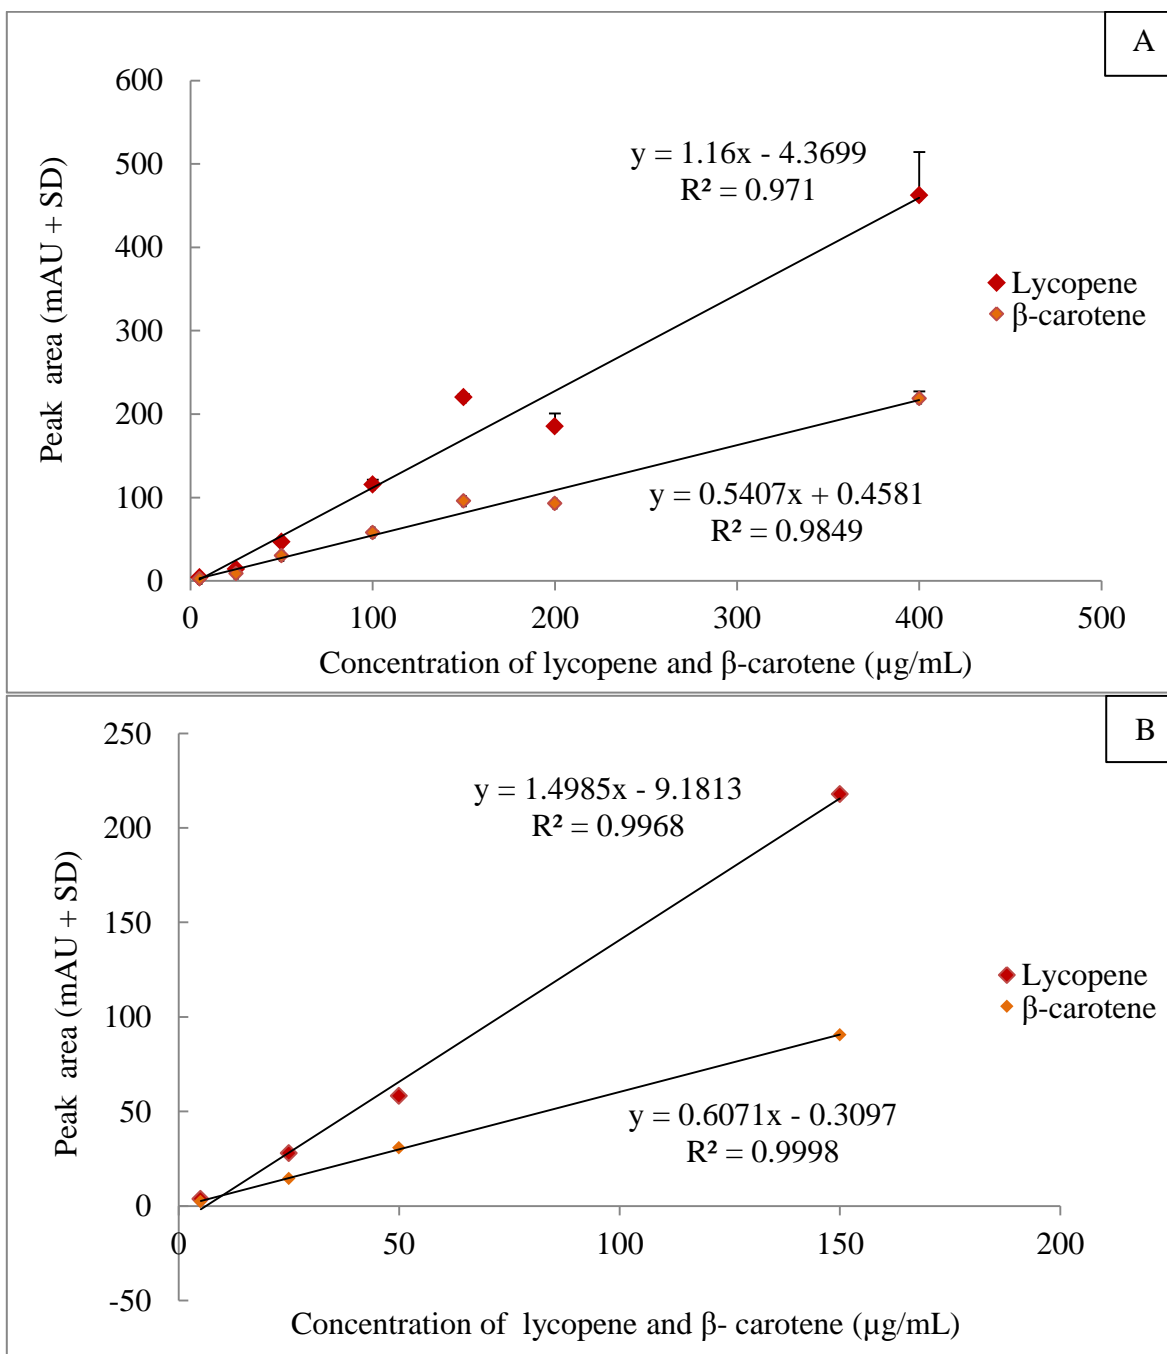 A
600
500
400
300
200
100
0
Peak area (mAU + SD)
y = 1.16x - 4.3699
R² = 0.971
y = 0.5407x + 0.4581
R² = 0.9849
Lycopene
β-carotene
0 100 200 300 400 500
Concentration of lycopene and β-carotene (µg/mL)
B
250
200
150
100
50
0
-50
Peak area (mAU + SD)
y = 1.4985x - 9.1813
R² = 0.9968
y = 0.6071x - 0.3097
R² = 0.9998
Lycopene
β-carotene
0 50 100 150 200
Concentration of lycopene and β- carotene (µg/mL)